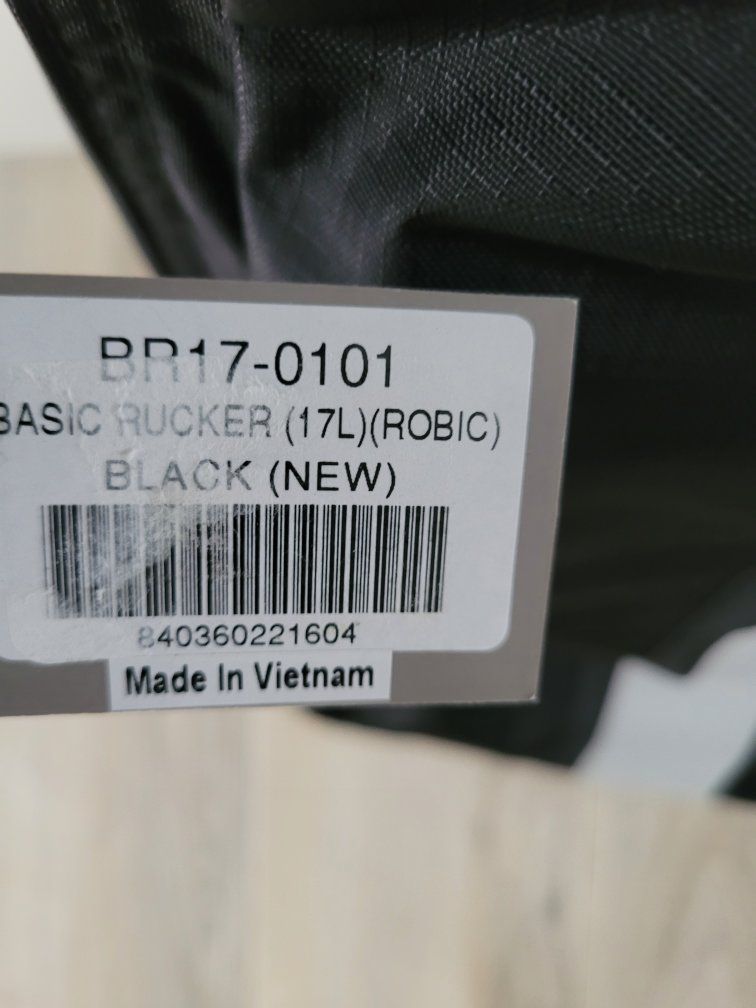 BR17-0101
BASIC RUCKER (17L)(ROBIC)
BLACK (NEW)
840360221604
Made In Vietnam